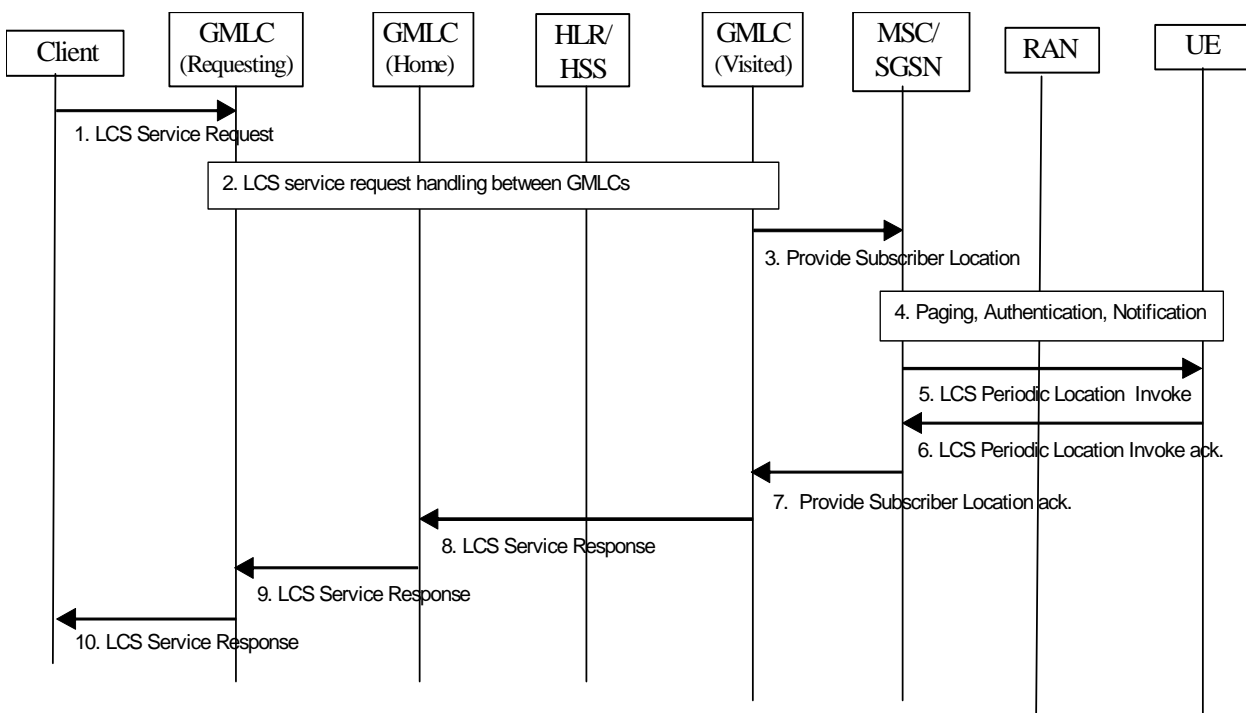 Client
GMLC
(Requesting)
GMLC
(Home)
HLR/
HSS
GMLC
(Visited)
MSC/
SGSN
RAN
UE
1. LCS Service Request
2. LCS service request handling between GMLCs
3. Provide Subscriber Location
4. Paging, Authentication, Notification
5. LCS Periodic Location Invoke
6. LCS Periodic Location Invoke ack.
7. Provide Subscriber Location ack.
8. LCS Service Response
9. LCS Service Response
10. LCS Service Response